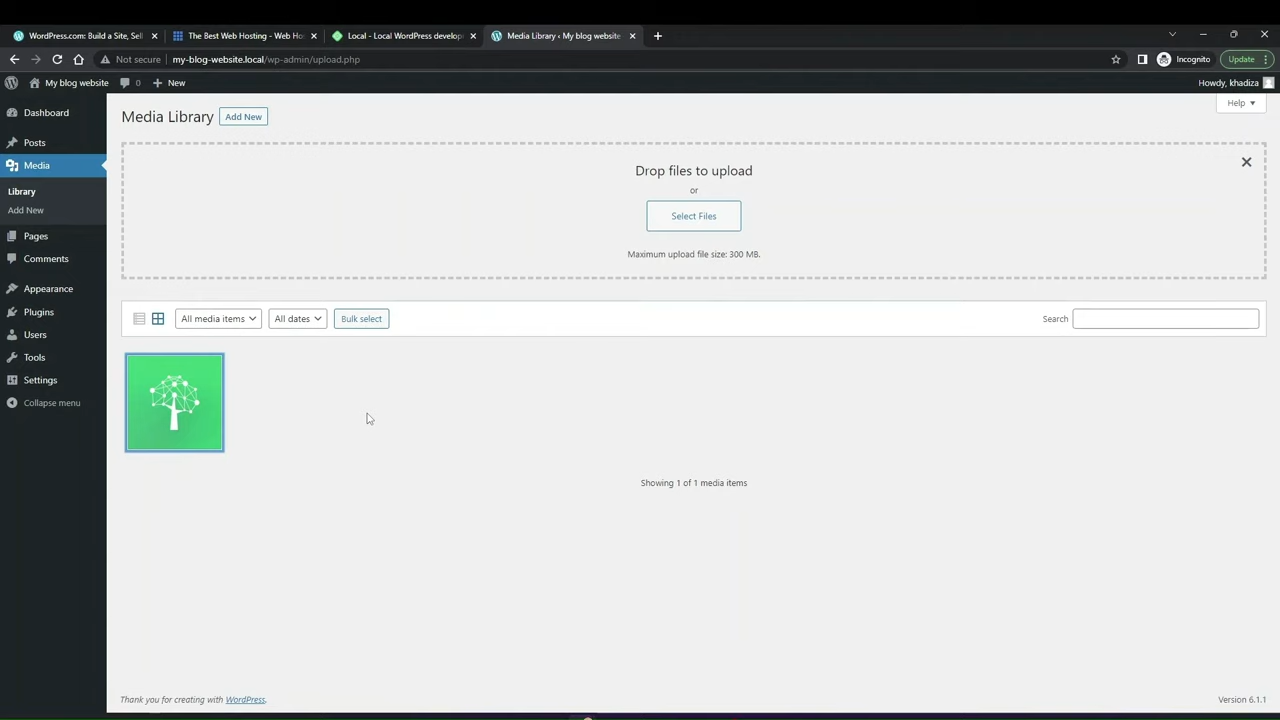 WordPress.com: Build a Site, Sell
The Best Web Hosting - Web Ho
Local - Local WordPress develop
Media Library ‹ My blog website
Not secure
my-blog-website.local/wp-admin/upload.php
Incognito
Update
My blog website
0
New
Howdy, khadiza
Dashboard
Posts
Media
Library
Add New
Pages
Comments
Appearance
Plugins
Users
Tools
Settings
Collapse menu
Media Library
Add New
Help
Drop files to upload
or
Select Files
Maximum upload file size: 300 MB.
All media items
All dates
Bulk select
Search
Showing 1 of 1 media items
Thank you for creating with WordPress.
Version 6.1.1